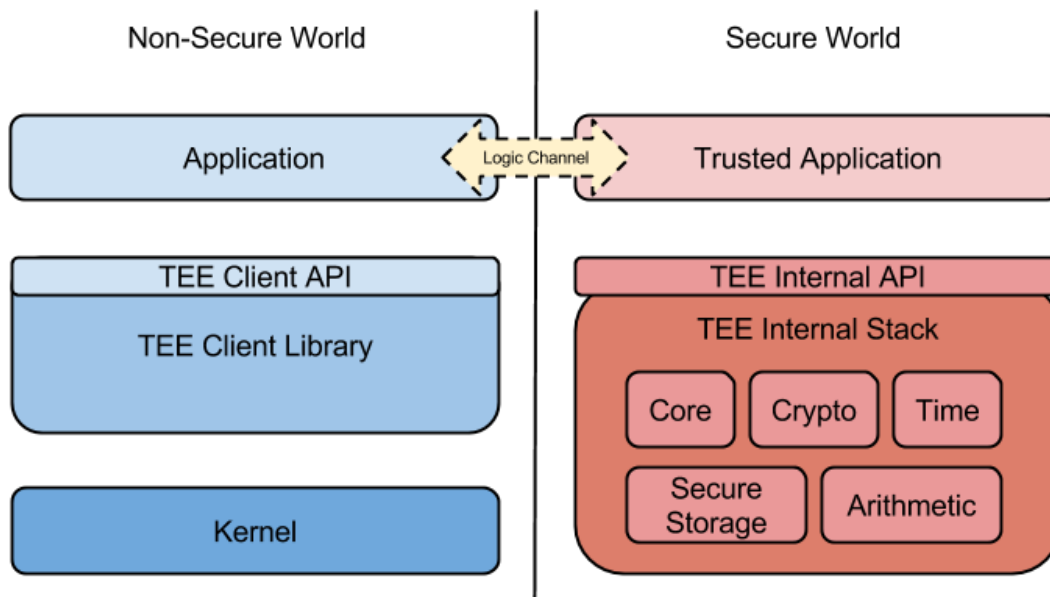 Non-Secure World
Secure World
Application
Logic Channel
Trusted Application
TEE Client API
TEE Internal API
TEE Client Library
TEE Internal Stack
Core
Crypto
Time
Secure
Storage
Arithmetic
Kernel